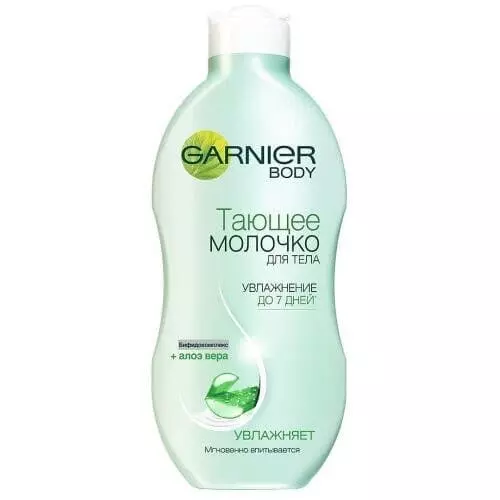 GARNIER
BODY
Тающее
МОЛОЧКО
ДЛЯ ТЕЛА
УВЛАЖНЕНИЕ
ДО 7 ДНЕЙ*
Бифидокомплекс
+ алоэ вера
УВЛАЖНЯЕТ
Мгновенно впитывается